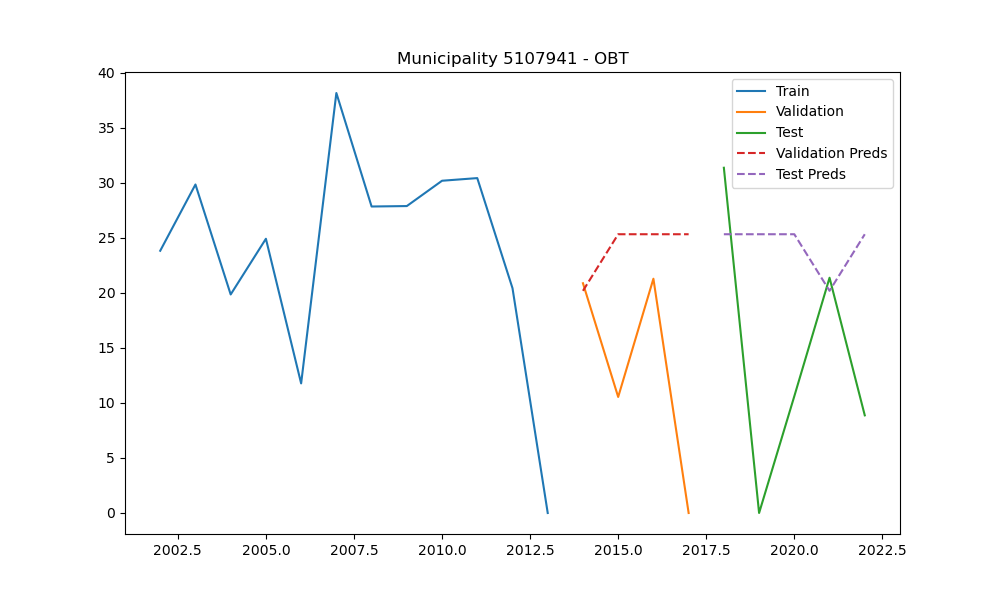 Municipality 5107941 - OBT
Train
Validation
Test
Validation Preds
Test Preds
40
35
30
25
20
15
10
5
0
2002.5 2005.0 2007.5 2010.0 2012.5 2015.0 2017.5 2020.0 2022.5